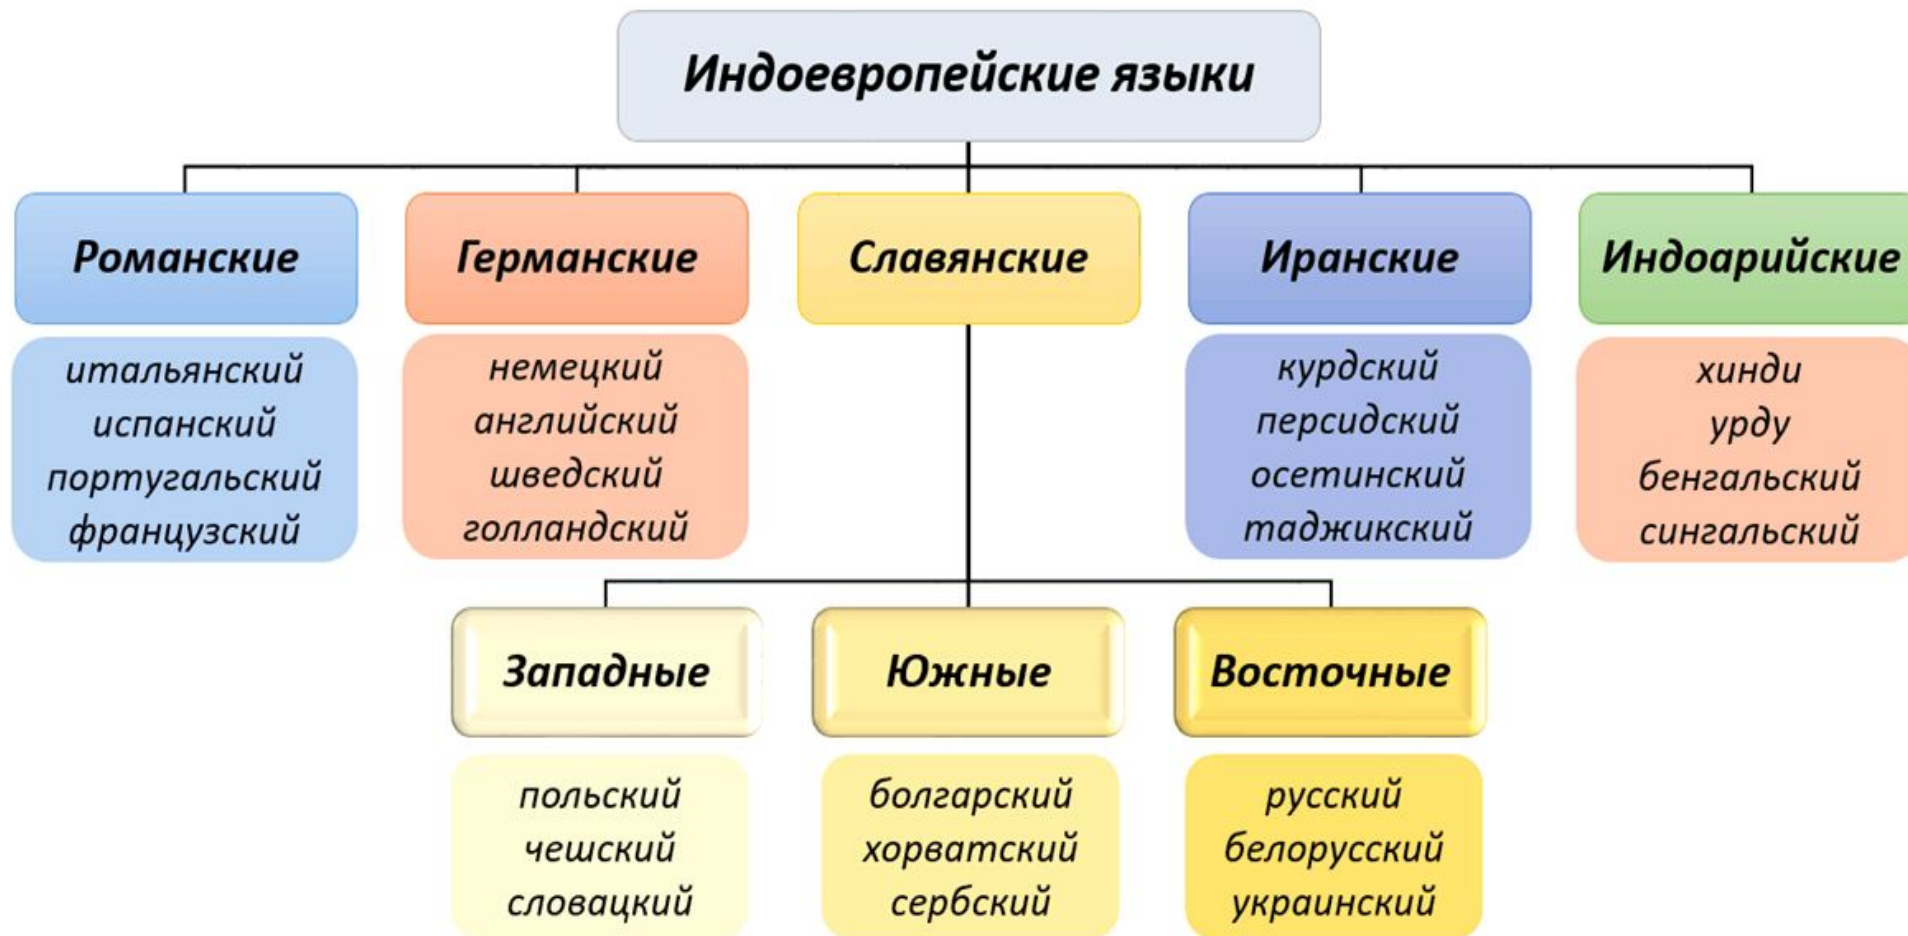 Индоевропейские языки
Романские
Германские
Славянские
Иранские
Индоарийские
итальянский
испанский
португальский
французский
немецкий
английский
шведский
голландский
курдский
персидский
осетинский
таджикский
хинди
урду
бенгальский
сингальский
Западные
Южные
Восточные
польский
чешский
словацкий
болгарский
хорватский
сербский
русский
белорусский
украинский